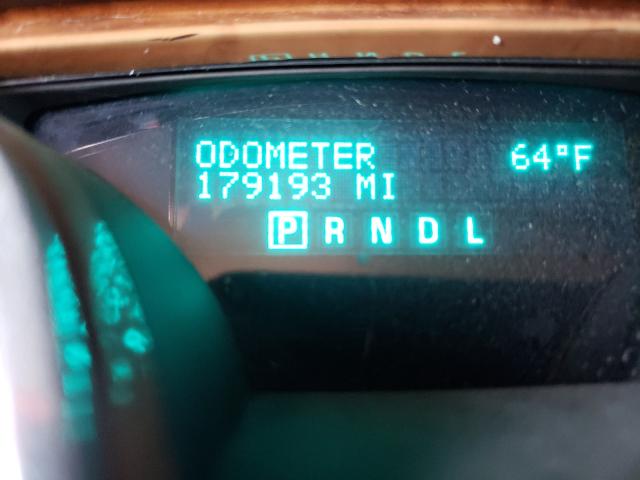 ODOMETER 64°F
179193 MI
P R N D L